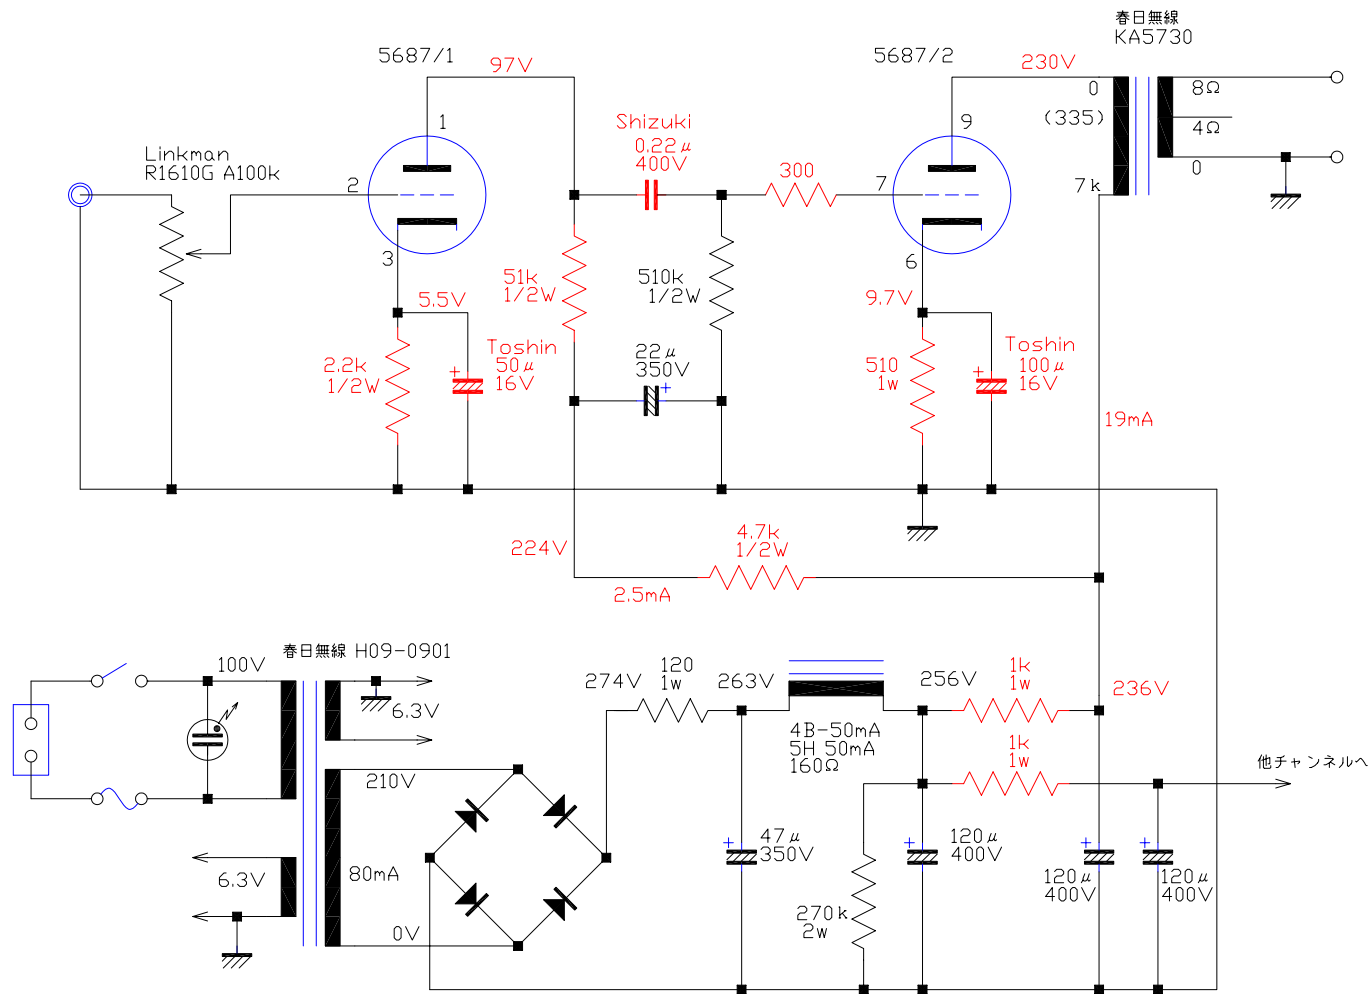 春日無線
KA5730
5687/1
97V
5687/2
230V
0
8Ω
(335)
4Ω
0
7k
1
9
Shizuki
0.22μ
400V
Linkman
R1610G A100k
2
300
7
3
6
51k
1/2W
510k
1/2W
5.5V
9.7V
Toshin
50μ
16V
2.2k
1/2W
22μ
350V
510
1w
Toshin
100μ
16V
19mA
224V
4.7k
1/2W
2.5mA
春日無線 H09-0901
100V
6.3V
274V
120
1w
263V
256V
1k
1w
236V
4B-50mA
5H 50mA
160Ω
1k
1w
他チャンネルへ
210V
80mA
6.3V
0V
47μ
350V
120μ
400V
120μ
400V
120μ
400V
270k
2w